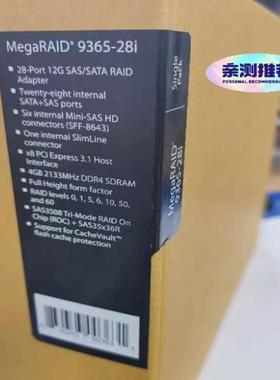 亲测推荐
MegaRAID® 9365-28i
28-Port 12G SAS/SATA RAID
Adapter
Twenty-eight internal
SATA+SAS ports
Six internal Mini-SAS HD
connectors (SFF-8643)
One internal SlimLine
connector
x8 PCI Express 3.1 Host
Interface
4GB 2133MHz DDR4 SDRAM
Full Height form factor
RAID levels 0, 1, 5, 6, 10, 50,
and 60
SAS3508 Tri-Mode RAID On
Chip (ROC) + SAS35x36R
Support for CacheVault™
flash cache protection
Single
Pack
MegaRAID®
9365-28i